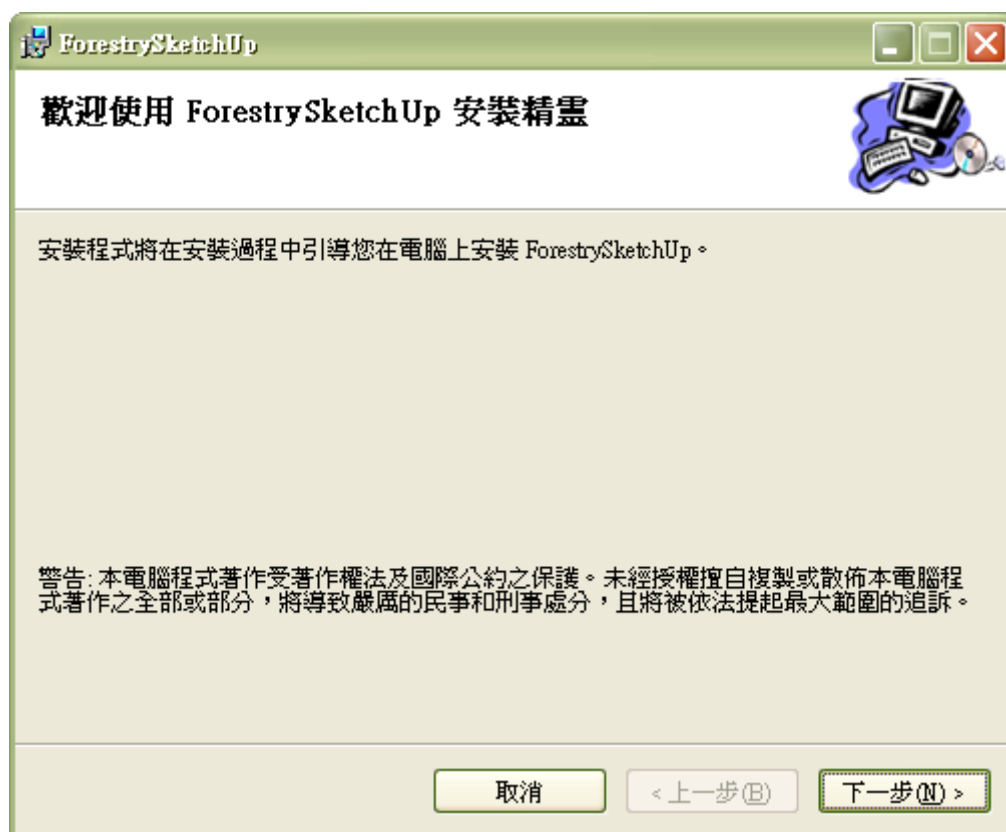 ForestrySketchUp
歡迎使用 ForestrySketchUp 安裝精靈
安裝程式將在安裝過程中引導您在電腦上安裝 ForestrySketchUp。
警告: 本電腦程式著作受著作權法及國際公約之保護。未經授權擅自複製或散佈本電腦程
式著作之全部或部分，將導致嚴厲的民事和刑事處分，且將被依法提起最大範圍的追訴。
取消
<上一步(B)
下一步(N) >